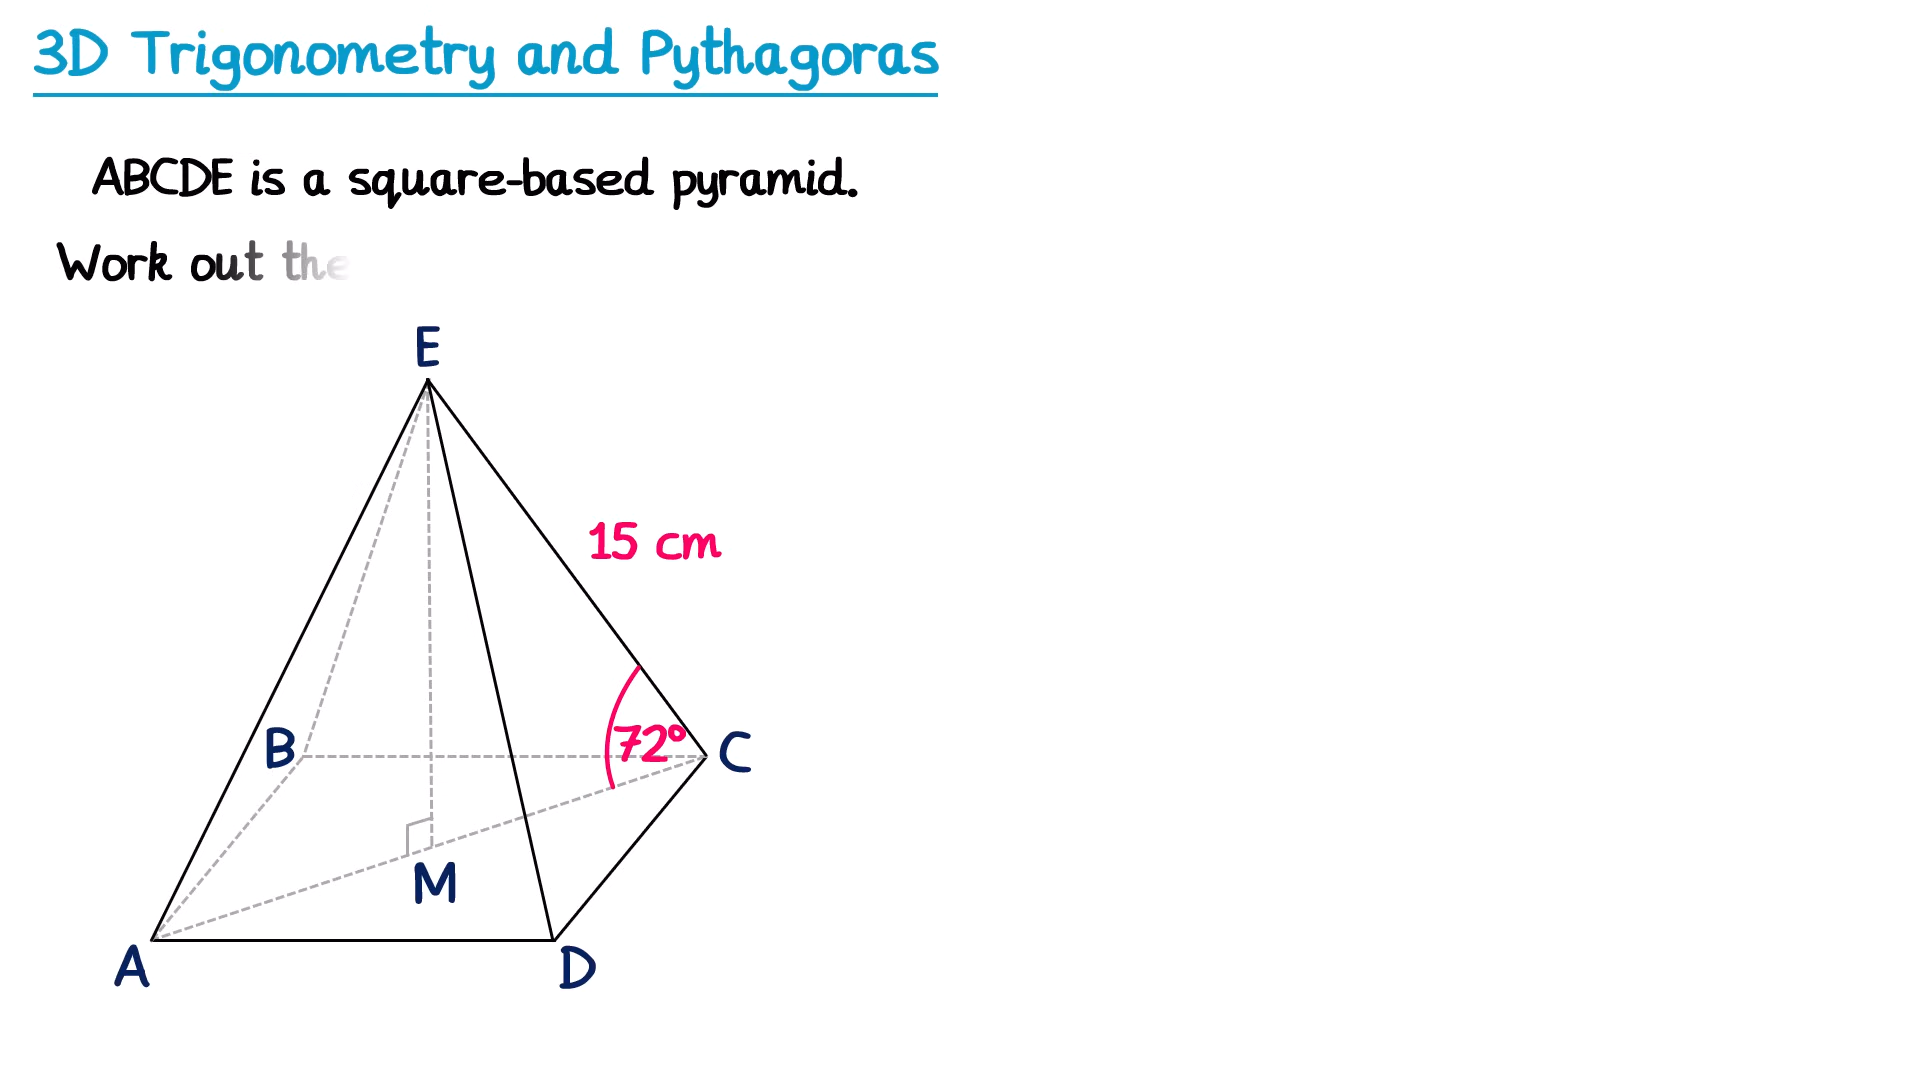 3D Trigonometry and Pythagoras
ABCDE is a square-based pyramid.
Work out the
E
15 cm
B
72°
C
M
A
D